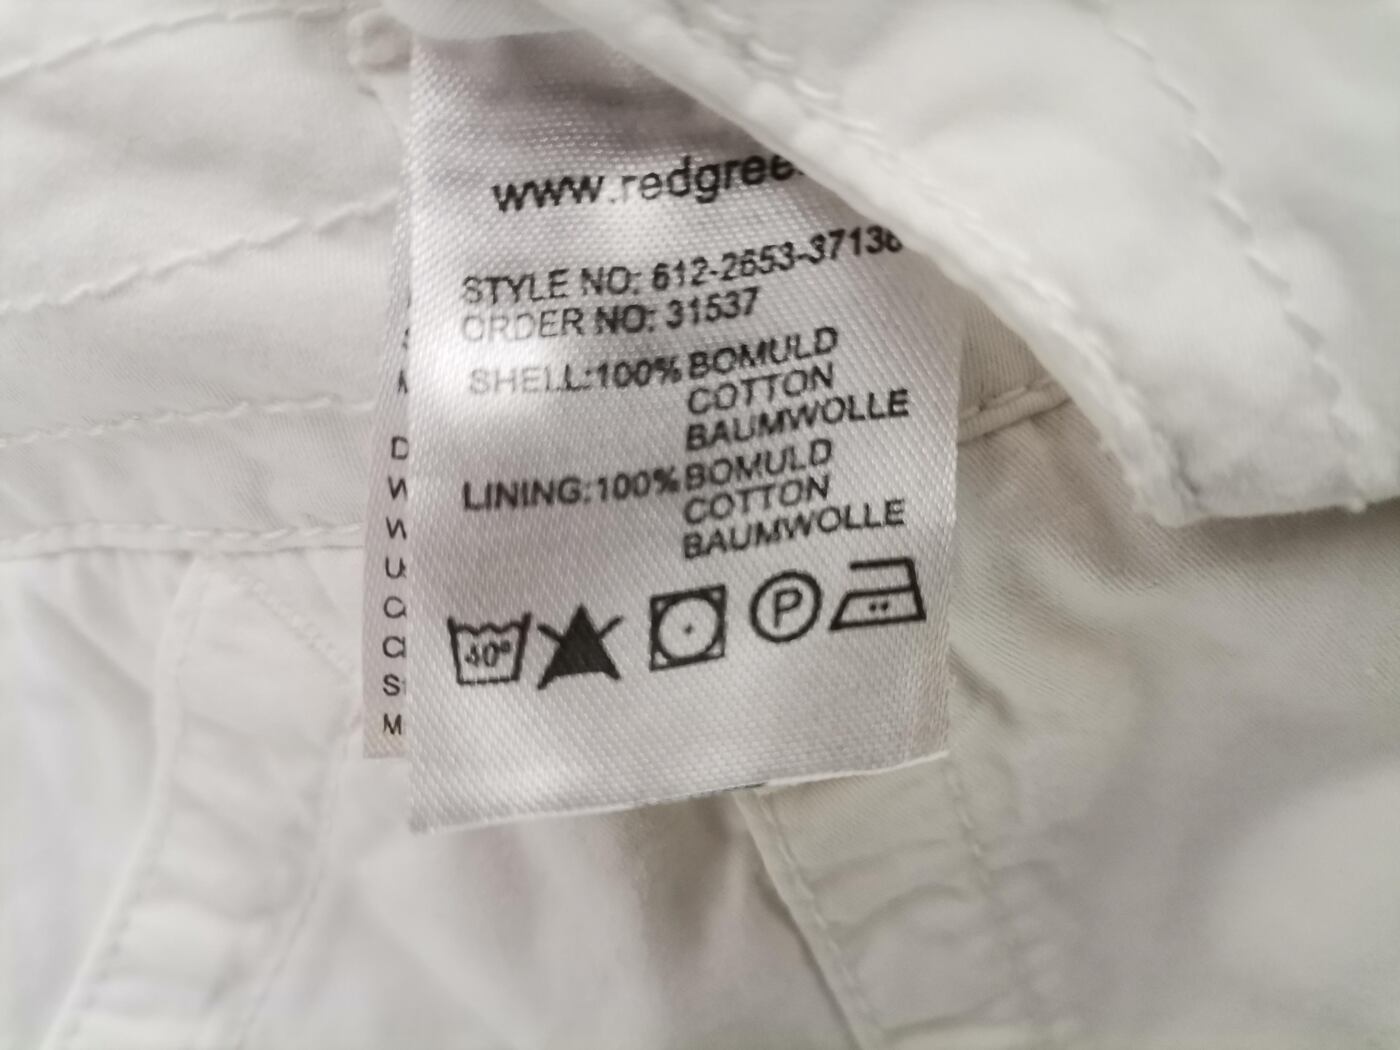 www.redgree
STYLE NO: 612-2653-37138
ORDER NO: 31537
SHELL:100% BOMULD
COTTON
BAUMWOLLE
LINING:100% BOMULD
COTTON
BAUMWOLLE
40°
P
D
W
W
U
a
s
M